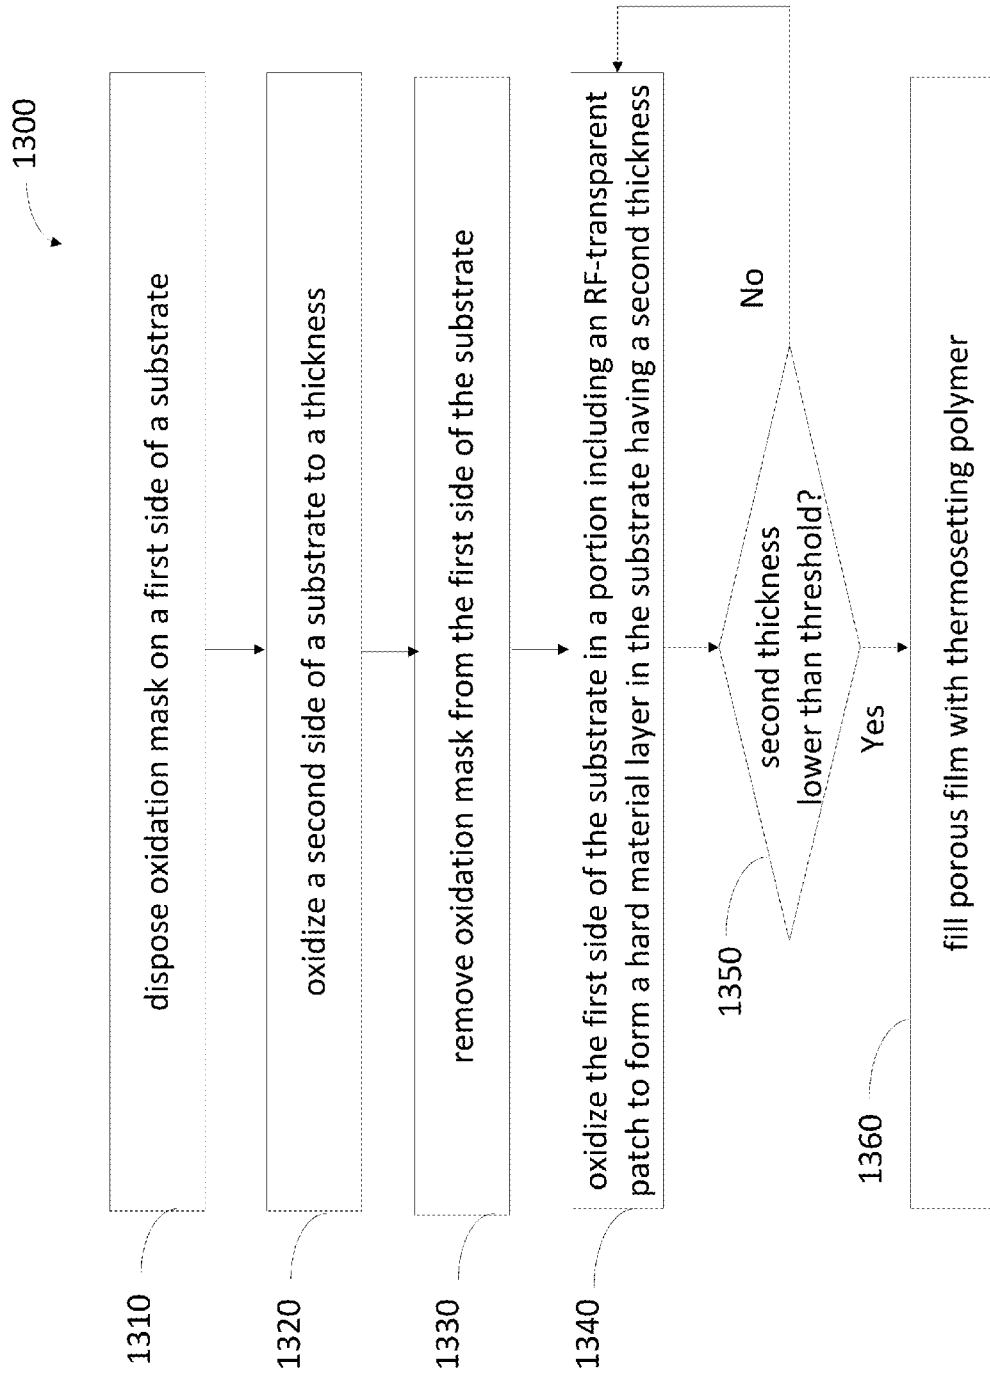 1300
1310
dispose oxidation mask on a first side of a substrate
1320
oxidize a second side of a substrate to a thickness
1330
remove oxidation mask from the first side of the substrate
1340
oxidize the first side of the substrate in a portion including an RF-transparent
patch to form a hard material layer in the substrate having a second thickness
1350
second thickness
lower than threshold?
No
Yes
1360
fill porous film with thermosetting polymer